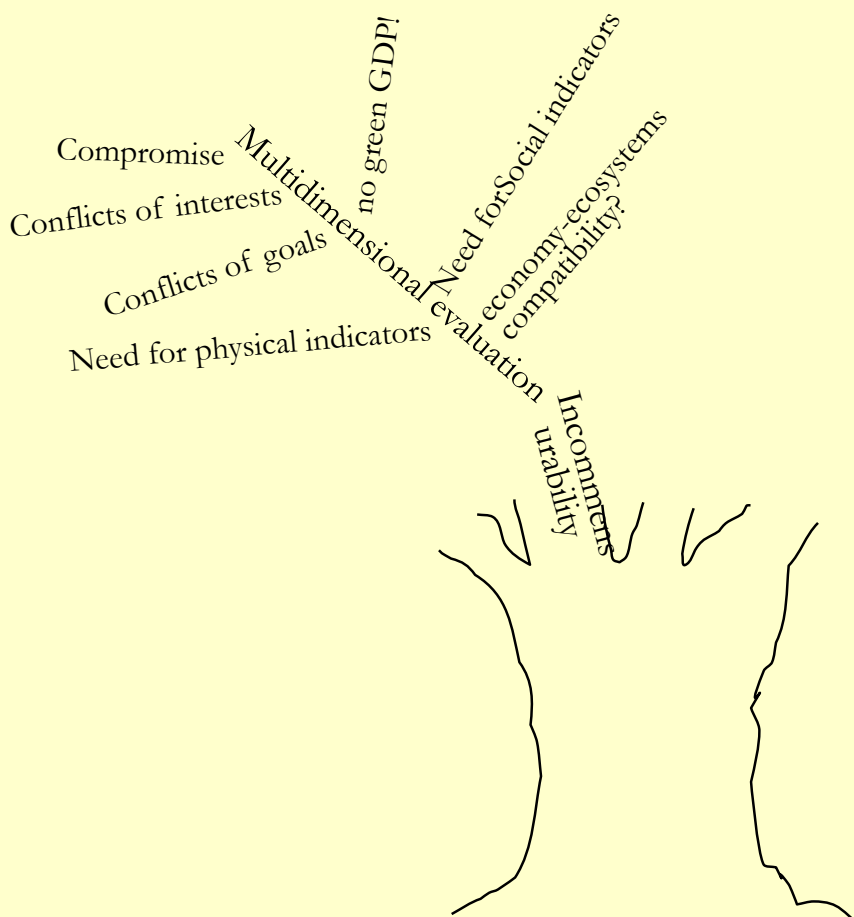 no green GDP!
Need forSocial indicators
Compromise
Multidimensional evaluation
economy-ecosystems
compatibility?
Conflicts of interests
Conflicts of goals
Need for physical indicators
Incommens
urability